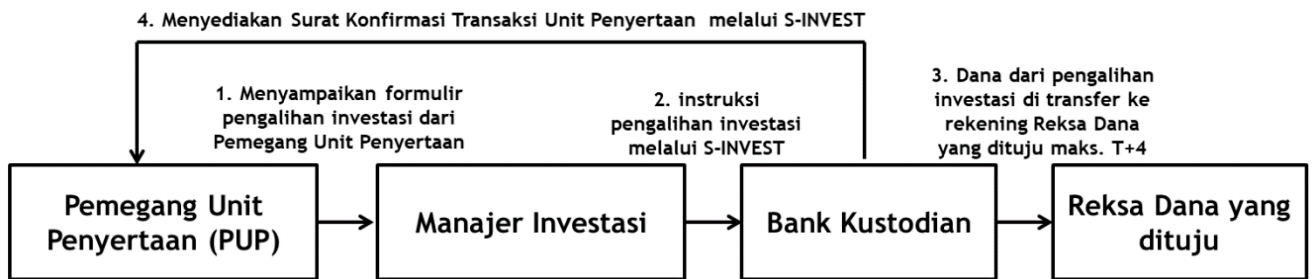 4. Menyediakan Surat Konfirmasi Transaksi Unit Penyertaan melalui S-INVEST
1. Menyampaikan formulir
pengalihan investasi dari
Pemegang Unit Penyertaan
2. instruksi
pengalihan investasi
melalui S-INVEST
3. Dana dari pengalihan
investasi di transfer ke
rekening Reksa Dana
yang dituju maks. T+4
Pemegang Unit
Penyertaan (PUP)
Manajer Investasi
Bank Kustodian
Reksa Dana yang
dituju